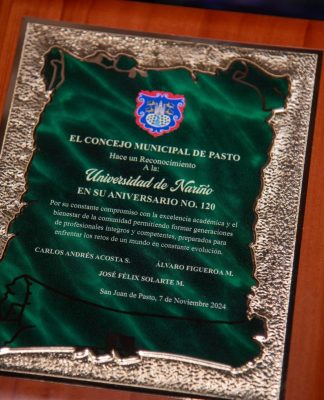 EL CONCEJO MUNICIPAL DE PASTO
Hace un Reconocimiento
A la:
Universidad de Nariño
EN SU ANIVERSARIO NO. 120
Por su constante compromiso con la excelencia académica y el
bienestar de la comunidad permitiendo formar generaciones
de profesionales íntegros y competentes, preparados para
enfrentar los retos de un mundo en constante evolución.
CARLOS ANDRÉS ACOSTA S. ÁLVARO FIGUEROA M.
JOSÉ FÉLIX SOLARTE M.
San Juan de Pasto, 7 de Noviembre 2024